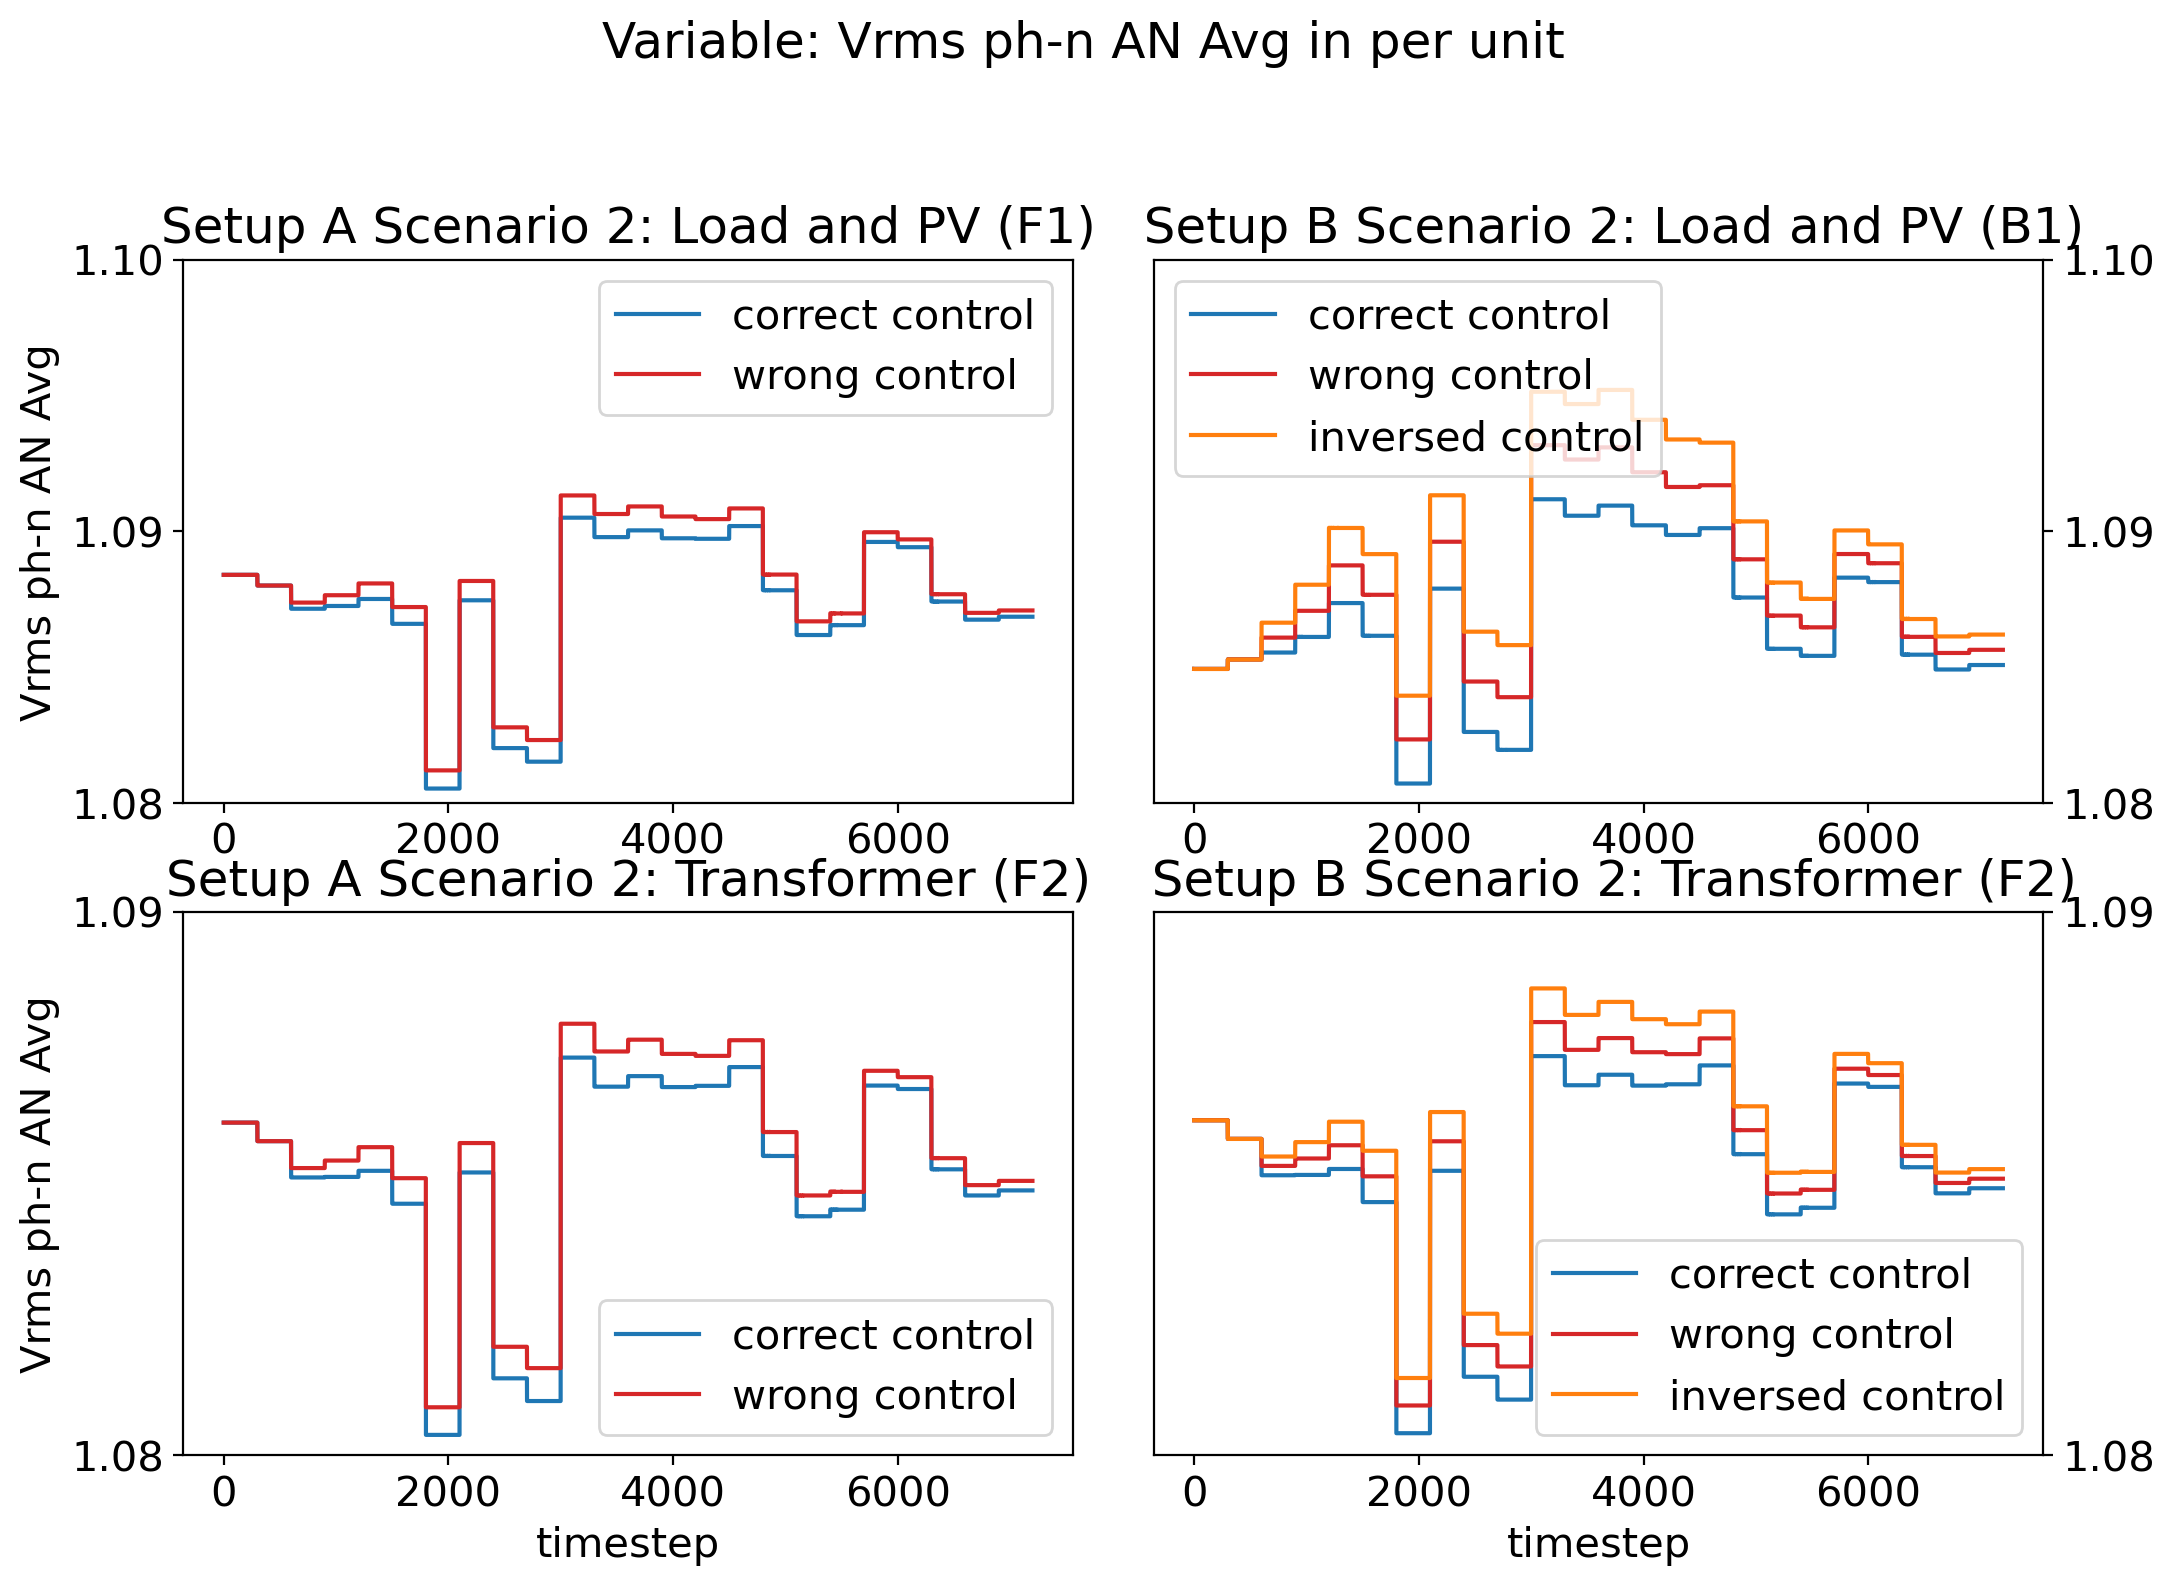 Variable: Vrms ph-n AN Avg in per unit
Setup A Scenario 2: Load and PV (F1)
1.10
1.09
1.08
Vrms ph-n AN Avg
correct control
wrong control
0 2000 4000 6000
Setup B Scenario 2: Load and PV (B1)
correct control
wrong control
inversed control
1.10
1.09
1.08
0 2000 4000 6000
Setup A Scenario 2: Transformer (F2)
1.09
1.08
Vrms ph-n AN Avg
correct control
wrong control
0 2000 4000 6000
timestep
Setup B Scenario 2: Transformer (F2)
1.09
1.08
correct control
wrong control
inversed control
0 2000 4000 6000
timestep